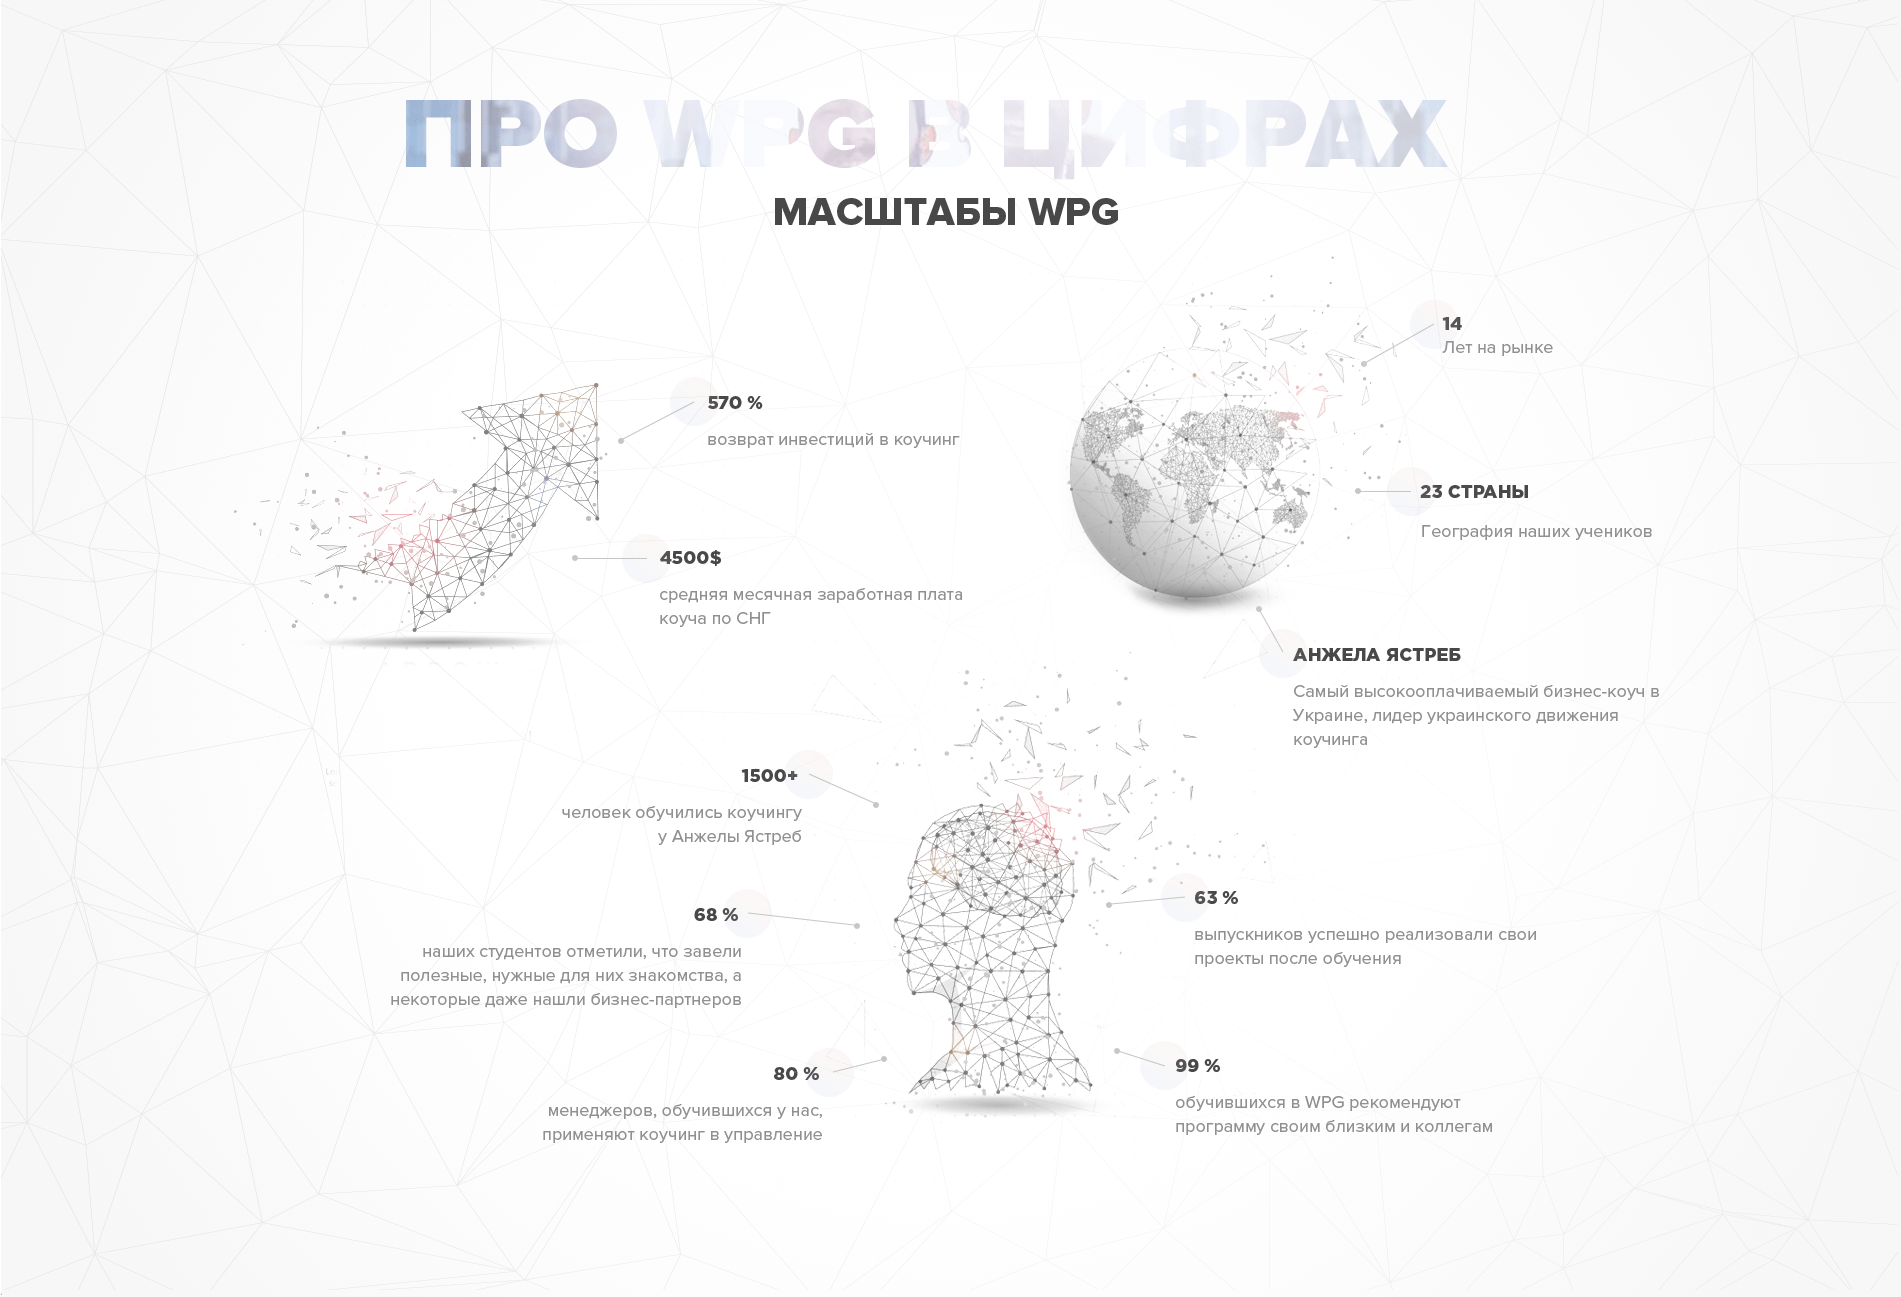 ПРО WPG В ЦИФРАХ
МАСШТАБЫ WPG
570 %
возврат инвестиций в коучинг
4500$
средняя месячная заработная плата
коуча по СНГ
14
Лет на рынке
23 СТРАНЫ
География наших учеников
АНЖЕЛА ЯСТРЕБ
Самый высокооплачиваемый бизнес-коуч в
Украине, лидер украинского движения
коучинга
1500+
человек обучились коучингу
у Анжелы Ястреб
68 %
наших студентов отметили, что завели
полезные, нужные для них знакомства, а
некоторые даже нашли бизнес-партнеров
80 %
менеджеров, обучившихся у нас,
применяют коучинг в управление
63 %
выпускников успешно реализовали свои
проекты после обучения
99 %
обучившихся в WPG рекомендуют
программу своим близким и коллегам